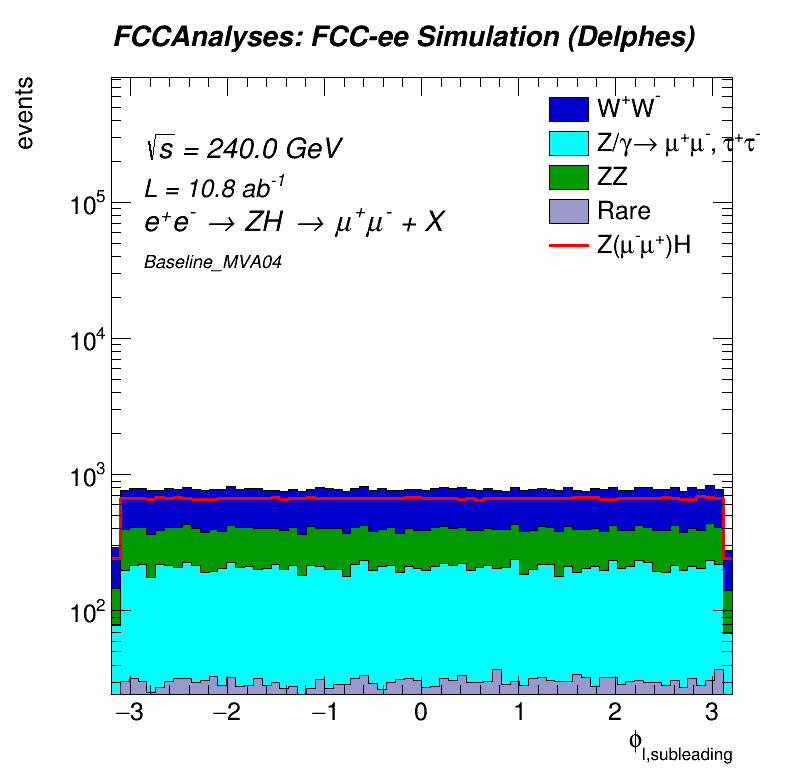 FCCAnalyses: FCC-ee Simulation (Delphes)
events
√s = 240.0 GeV
L = 10.8 ab⁻¹
e⁺e⁻ → ZH → μ⁺μ⁻ + X
Baseline_MVA04
W⁺W⁻
Z/γ→ μ⁺μ⁻, τ⁺τ⁻
ZZ
Rare
Z(μ⁻μ⁺)H
10⁵
10⁴
10³
10²
−3 −2 −1 0 1 2 3
ϕ_l,subleading